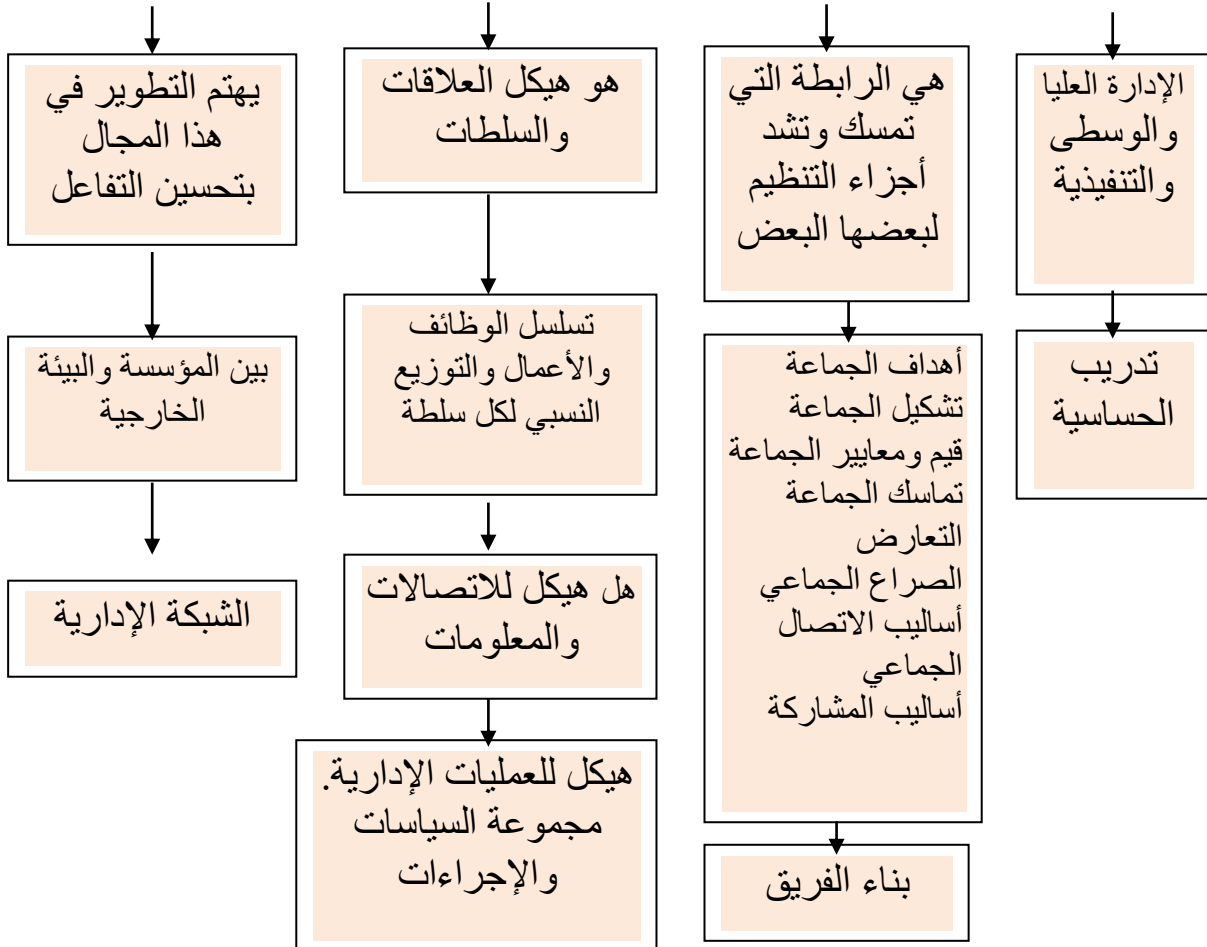 الإدارة العليا
والوسطى
والتنفيذية
تدريب
الحساسية
هي الرابطة التي
تمسك وتشد
أجزاء التنظيم
لبعضها البعض
أهداف الجماعة
تشكيل الجماعة
قيم ومعايير الجماعة
تماسك الجماعة
التعارض
الصراع الجماعي
أساليب الاتصال
الجماعي
أساليب المشاركة
بناء الفريق
هو هيكل العلاقات
والسلطات
تسلسل الوظائف
والأعمال والتوزيع
النسبي لكل سلطة
هل هيكل للاتصالات
والمعلومات
هيكل للعمليات الإدارية.
مجموعة السياسات
والإجراءات
يهتم التطوير في
هذا المجال
بتحسين التفاعل
بين المؤسسة والبيئة
الخارجية
الشبكة الإدارية